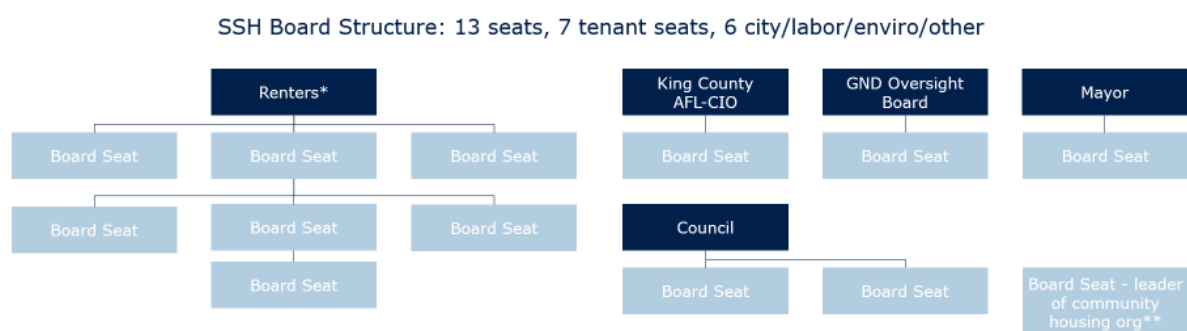 SSH Board Structure: 13 seats, 7 tenant seats, 6 city/labor/enviro/other
Renters*
King County
AFL-CIO
GND Oversight
Board
Mayor
Board Seat
Board Seat
Board Seat
Board Seat
Board Seat
Board Seat
Board Seat
Board Seat
Board Seat
Council
Board Seat
Board Seat
Board Seat
Board Seat - leader
of community
housing org**